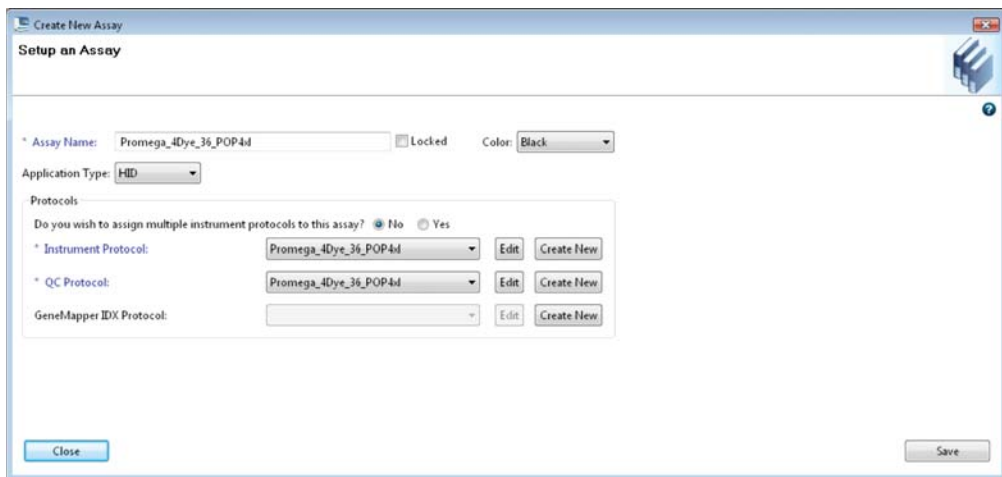 Create New Assay
Setup an Assay
* Assay Name: Promega_4Dye_36_POP4xl Locked Color: Black
Application Type: HID
Protocols
Do you wish to assign multiple instrument protocols to this assay? No Yes
* Instrument Protocol: Promega_4Dye_36_POP4xl Edit Create New
* QC Protocol: Promega_4Dye_36_POP4xl Edit Create New
GeneMapper IDX Protocol: Edit Create New
Close Save